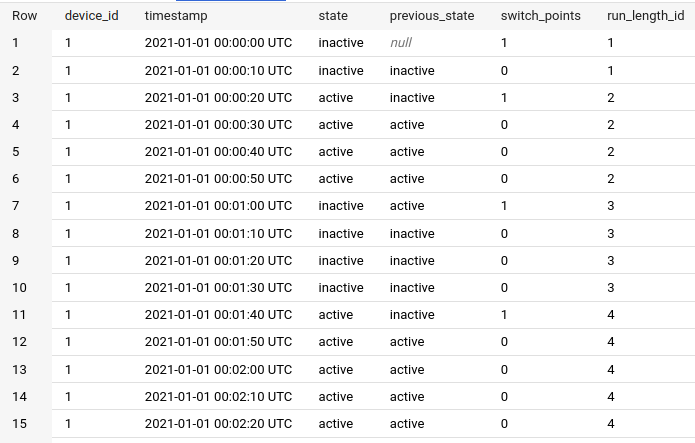 Row device_id timestamp state previous_state switch_points run_length_id
1 1 2021-01-01 00:00:00 UTC inactive null 1 1
2 1 2021-01-01 00:00:10 UTC inactive inactive 0 1
3 1 2021-01-01 00:00:20 UTC active inactive 1 2
4 1 2021-01-01 00:00:30 UTC active active 0 2
5 1 2021-01-01 00:00:40 UTC active active 0 2
6 1 2021-01-01 00:00:50 UTC active active 0 2
7 1 2021-01-01 00:01:00 UTC inactive active 1 3
8 1 2021-01-01 00:01:10 UTC inactive inactive 0 3
9 1 2021-01-01 00:01:20 UTC inactive inactive 0 3
10 1 2021-01-01 00:01:30 UTC inactive inactive 0 3
11 1 2021-01-01 00:01:40 UTC active inactive 1 4
12 1 2021-01-01 00:01:50 UTC active active 0 4
13 1 2021-01-01 00:02:00 UTC active active 0 4
14 1 2021-01-01 00:02:10 UTC active active 0 4
15 1 2021-01-01 00:02:20 UTC active active 0 4